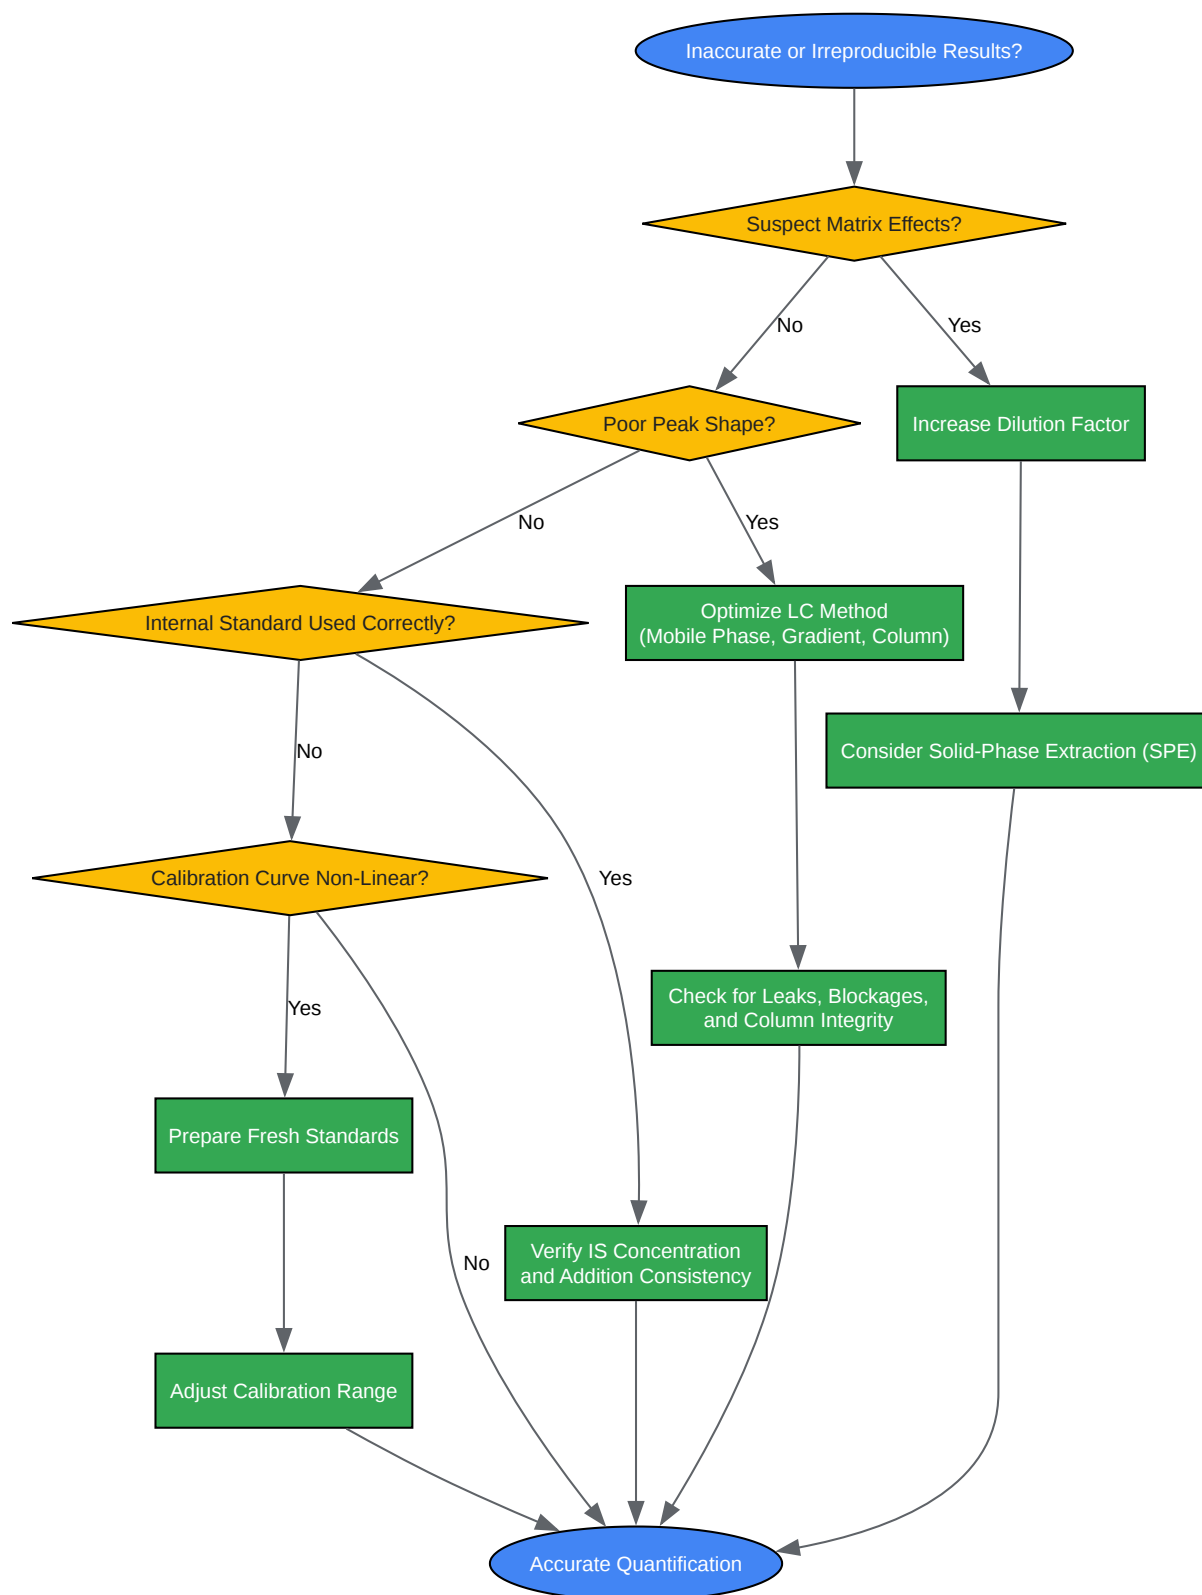 Inaccurate or Irreproducible Results?
Suspect Matrix Effects?
No
Yes
Poor Peak Shape?
Increase Dilution Factor
No
Yes
Internal Standard Used Correctly?
Optimize LC Method
(Mobile Phase, Gradient, Column)
No
Consider Solid-Phase Extraction (SPE)
Calibration Curve Non-Linear?
Yes
Check for Leaks, Blockages,
and Column Integrity
Yes
Prepare Fresh Standards
No
Verify IS Concentration
and Addition Consistency
Adjust Calibration Range
Accurate Quantification